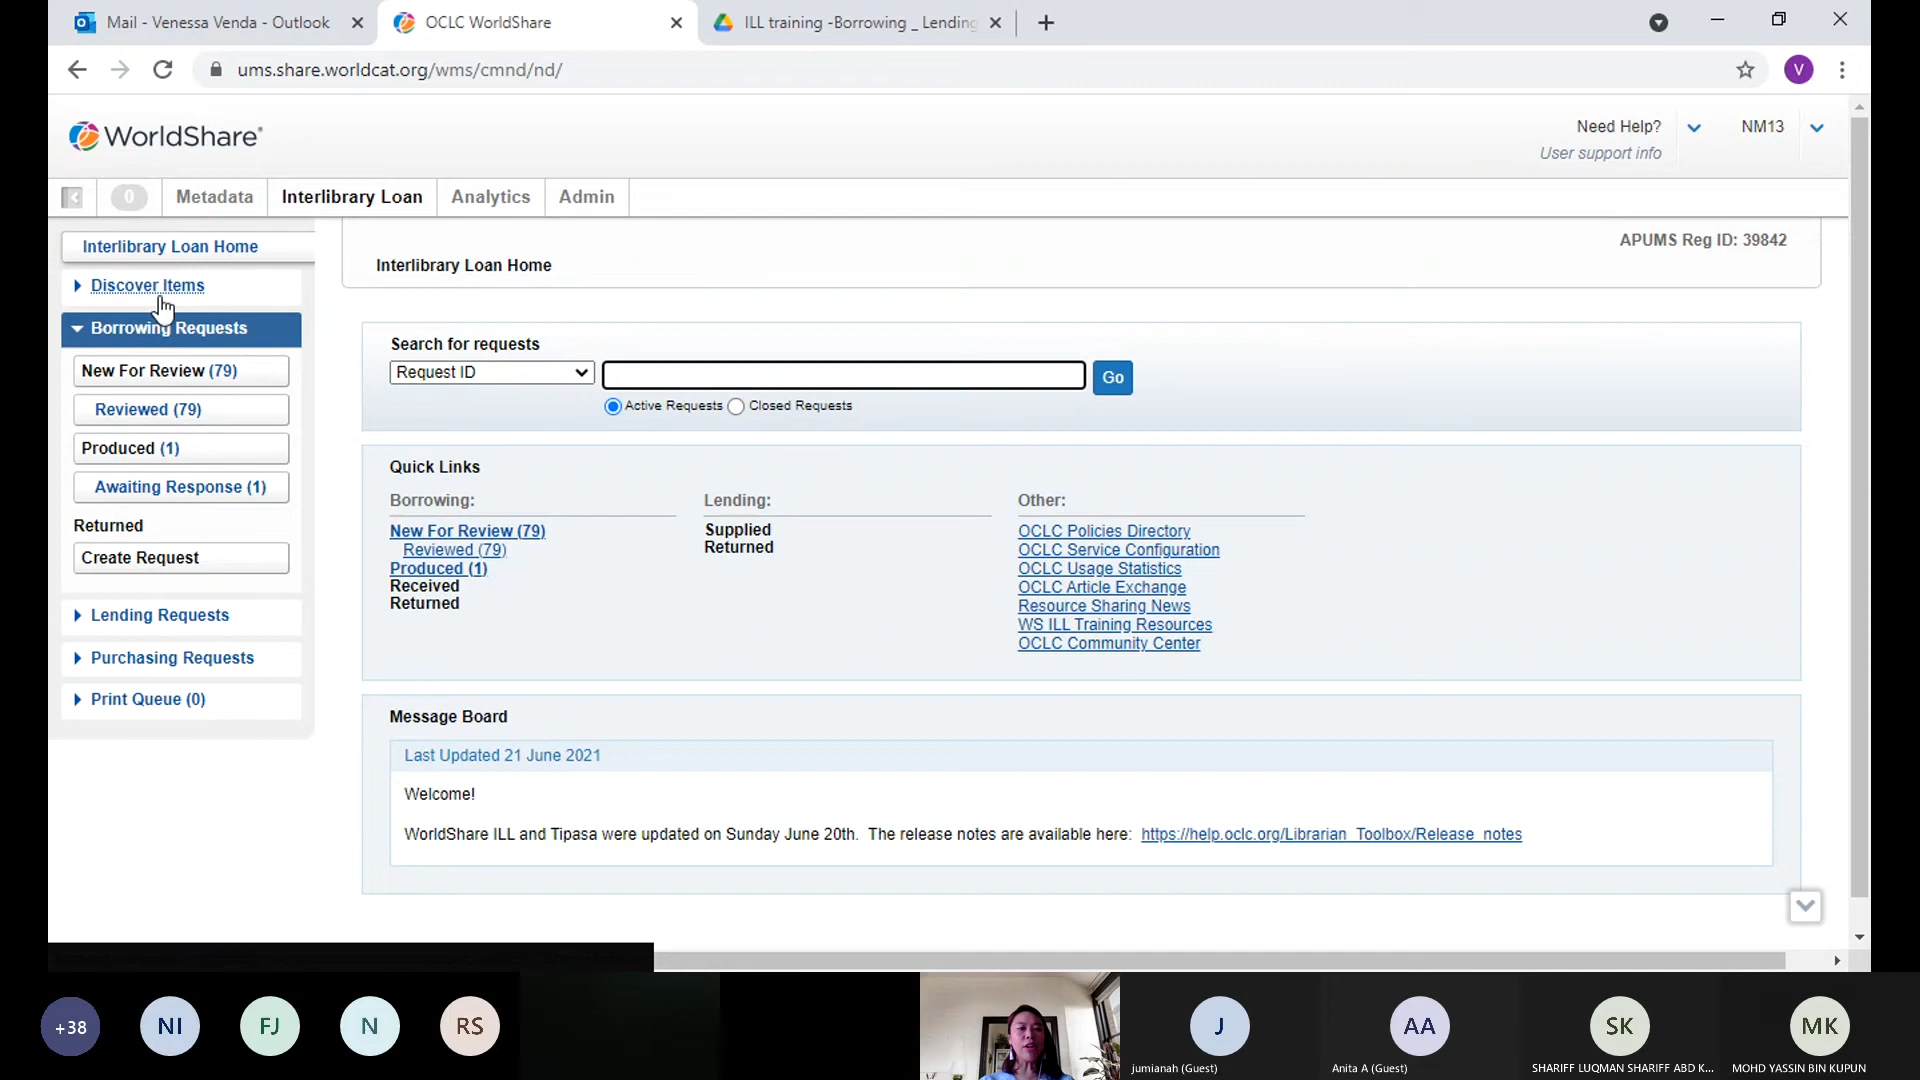 Mail - Venessa Venda - Outlook
OCLC WorldShare
ILL training -Borrowing _ Lending
ums.share.worldcat.org/wms/cmnd/nd/
V
WorldShare®
Need Help?
User support info
NM13
0
Metadata
Interlibrary Loan
Analytics
Admin
Interlibrary Loan Home
Discover Items
Borrowing Requests
New For Review (79)
Reviewed (79)
Produced (1)
Awaiting Response (1)
Returned
Create Request
Lending Requests
Purchasing Requests
Print Queue (0)
APUMS Reg ID: 39842
Interlibrary Loan Home
Search for requests
Request ID
Go
Active Requests
Closed Requests
Quick Links
Borrowing:
New For Review (79)
Reviewed (79)
Produced (1)
Received
Returned
Lending:
Supplied
Returned
Other:
OCLC Policies Directory
OCLC Service Configuration
OCLC Usage Statistics
OCLC Article Exchange
Resource Sharing News
WS ILL Training Resources
OCLC Community Center
Message Board
Last Updated 21 June 2021
Welcome!
WorldShare ILL and Tipasa were updated on Sunday June 20th. The release notes are available here: https://help.oclc.org/Librarian_Toolbox/Release_notes
+38
NI
FJ
N
RS
J
jumianah (Guest)
AA
Anita A (Guest)
SK
SHARIFF LUQMAN SHARIFF ABD K...
MK
MOHD YASSIN BIN KUPUN